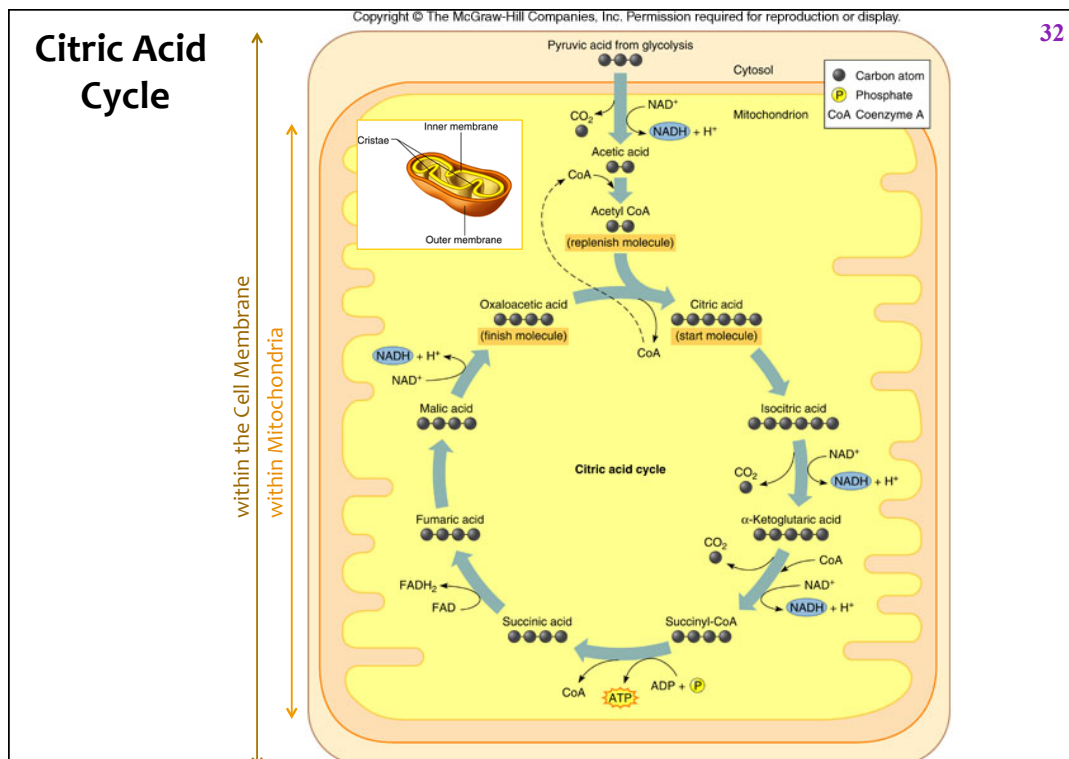 Copyright © The McGraw-Hill Companies, Inc. Permission required for reproduction or display.
32
Citric Acid
Cycle
within the Cell Membrane
within Mitochondria
Pyruvic acid from glycolysis
Cytosol
Carbon atom
P Phosphate
CoA Coenzyme A
Mitochondrion
CO₂
NAD⁺
NADH + H⁺
Inner membrane
Cristae
Outer membrane
Acetic acid
CoA
Acetyl CoA
(replenish molecule)
Oxaloacetic acid
(finish molecule)
Citric acid
(start molecule)
CoA
NADH + H⁺
NAD⁺
Malic acid
Isocitric acid
NAD⁺
CO₂
NADH + H⁺
Citric acid cycle
Fumaric acid
α-Ketoglutaric acid
CO₂
CoA
NAD⁺
NADH + H⁺
FADH₂
FAD
Succinic acid
Succinyl-CoA
CoA
ATP
ADP + P